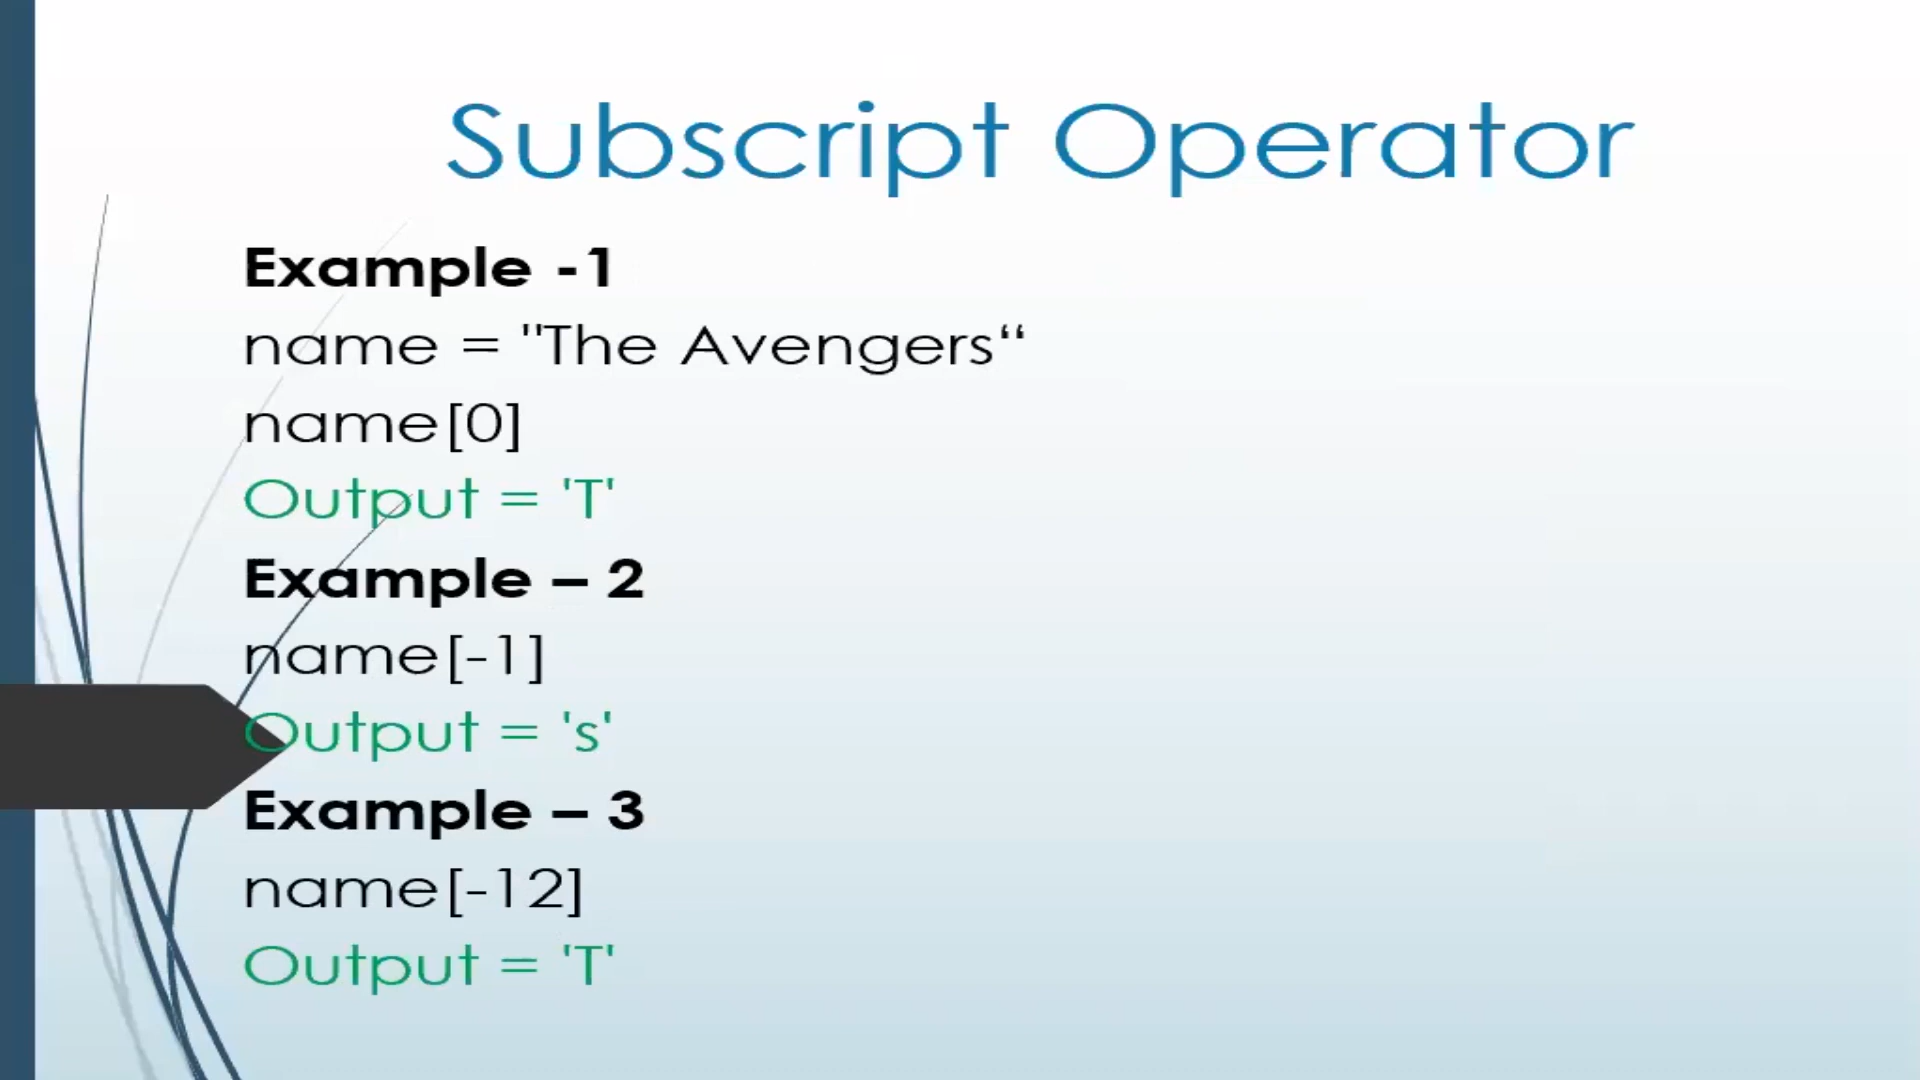 Subscript Operator
Example -1
name = "The Avengers“
name[0]
Output = 'T'
Example – 2
name[-1]
Output = 's'
Example – 3
name[-12]
Output = 'T'